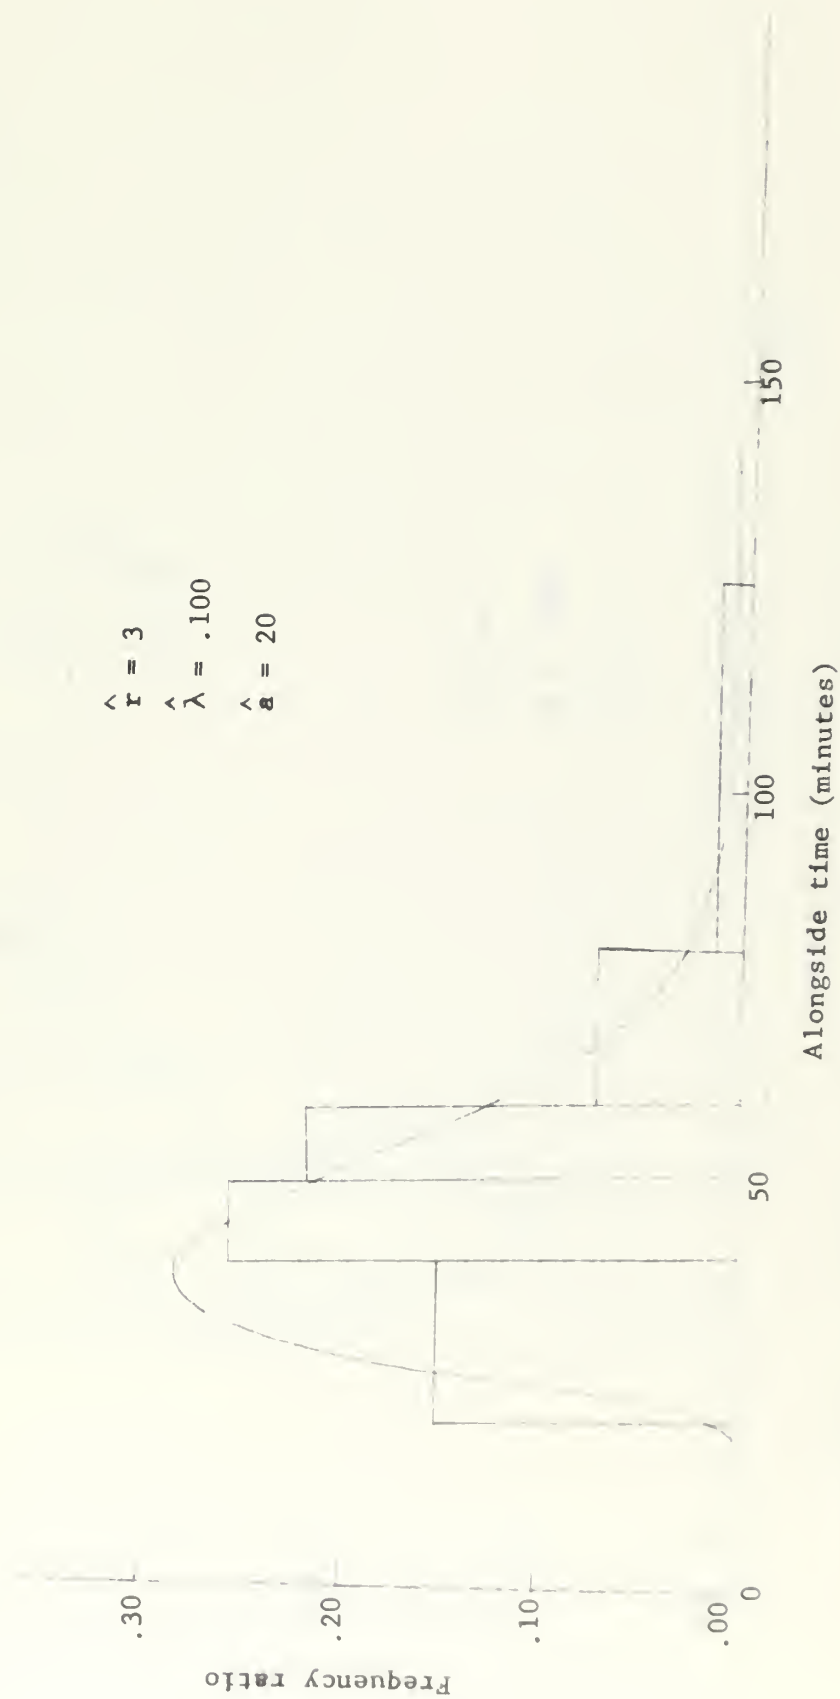 r̂ = 3
λ̂ = .100
â = 20
Frequency ratio
.30
.20
.10
.00
0
50
100
150
Alongside time (minutes)